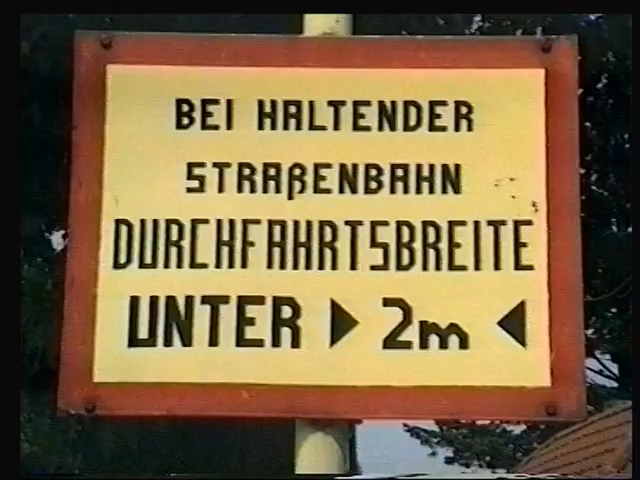 BEI HALTENDER
STRAßENBAHN
DURCHFAHRTSBREITE
UNTER ▶ 2m ◀